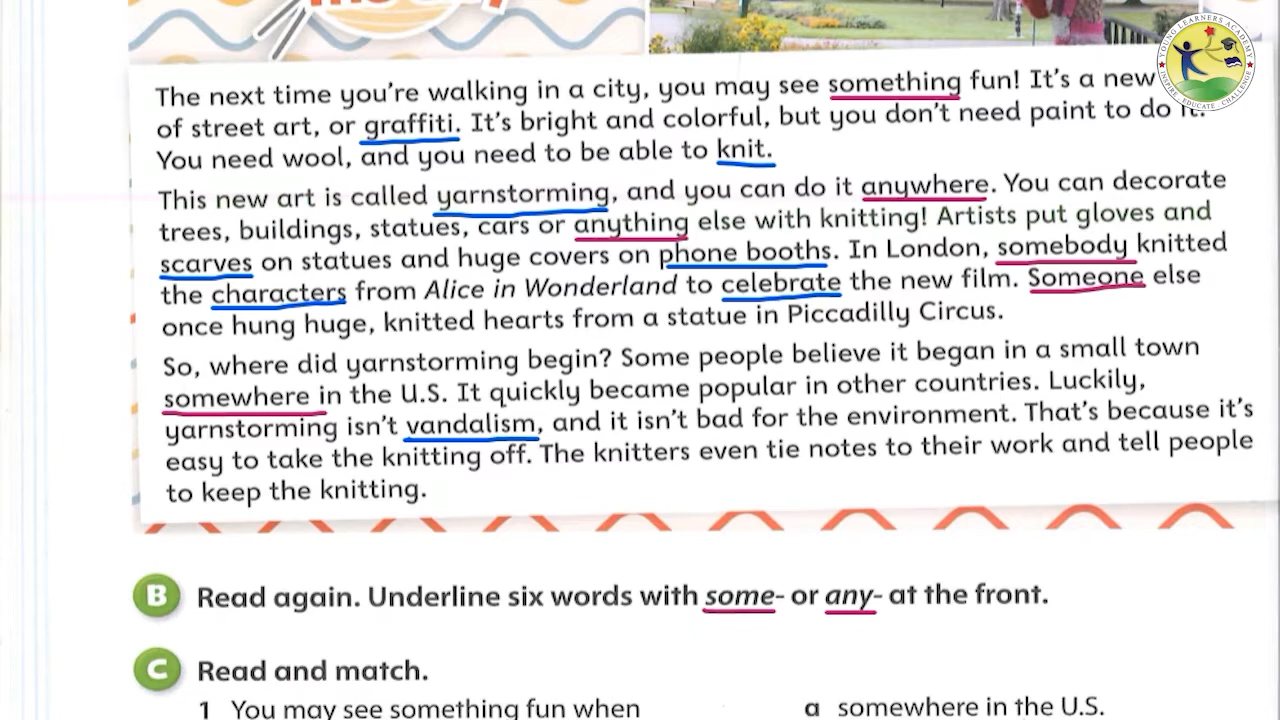 YOUNG LEARNERS ACADEMY
INSPIRE · EDUCATE · CHALLENGE
The next time you're walking in a city, you may see something fun! It's a new
of street art, or graffiti. It's bright and colorful, but you don't need paint to do it.
You need wool, and you need to be able to knit.
This new art is called yarnstorming, and you can do it anywhere. You can decorate
trees, buildings, statues, cars or anything else with knitting! Artists put gloves and
scarves on statues and huge covers on phone booths. In London, somebody knitted
the characters from Alice in Wonderland to celebrate the new film. Someone else
once hung huge, knitted hearts from a statue in Piccadilly Circus.
So, where did yarnstorming begin? Some people believe it began in a small town
somewhere in the U.S. It quickly became popular in other countries. Luckily,
yarnstorming isn't vandalism, and it isn't bad for the environment. That's because it's
easy to take the knitting off. The knitters even tie notes to their work and tell people
to keep the knitting.
B Read again. Underline six words with some- or any- at the front.
C Read and match.
1 You may see something fun when
a somewhere in the U.S.